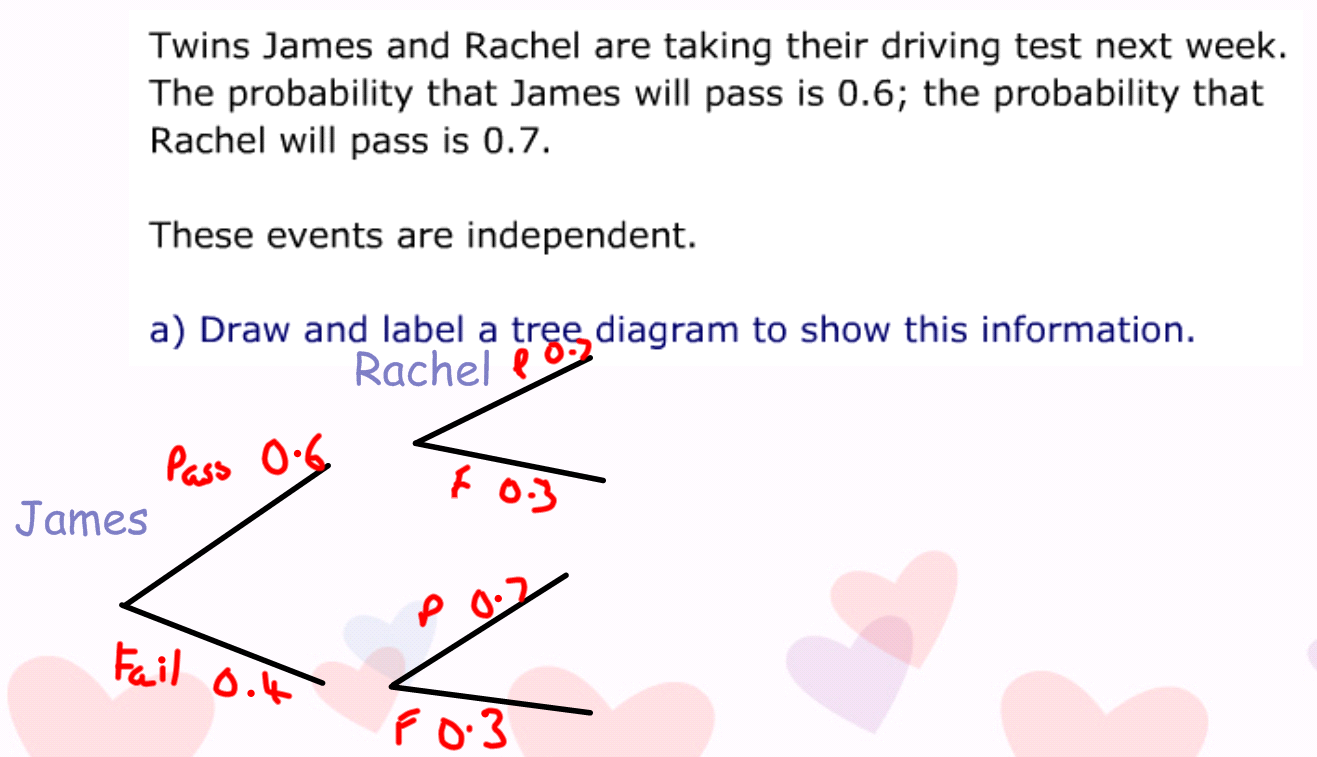 Twins James and Rachel are taking their driving test next week.
The probability that James will pass is 0.6; the probability that
Rachel will pass is 0.7.
These events are independent.
a) Draw and label a tree diagram to show this information.
Rachel
P 0.7
Pass 0.6
F 0.3
James
P 0.7
Fail 0.4
F 0.3